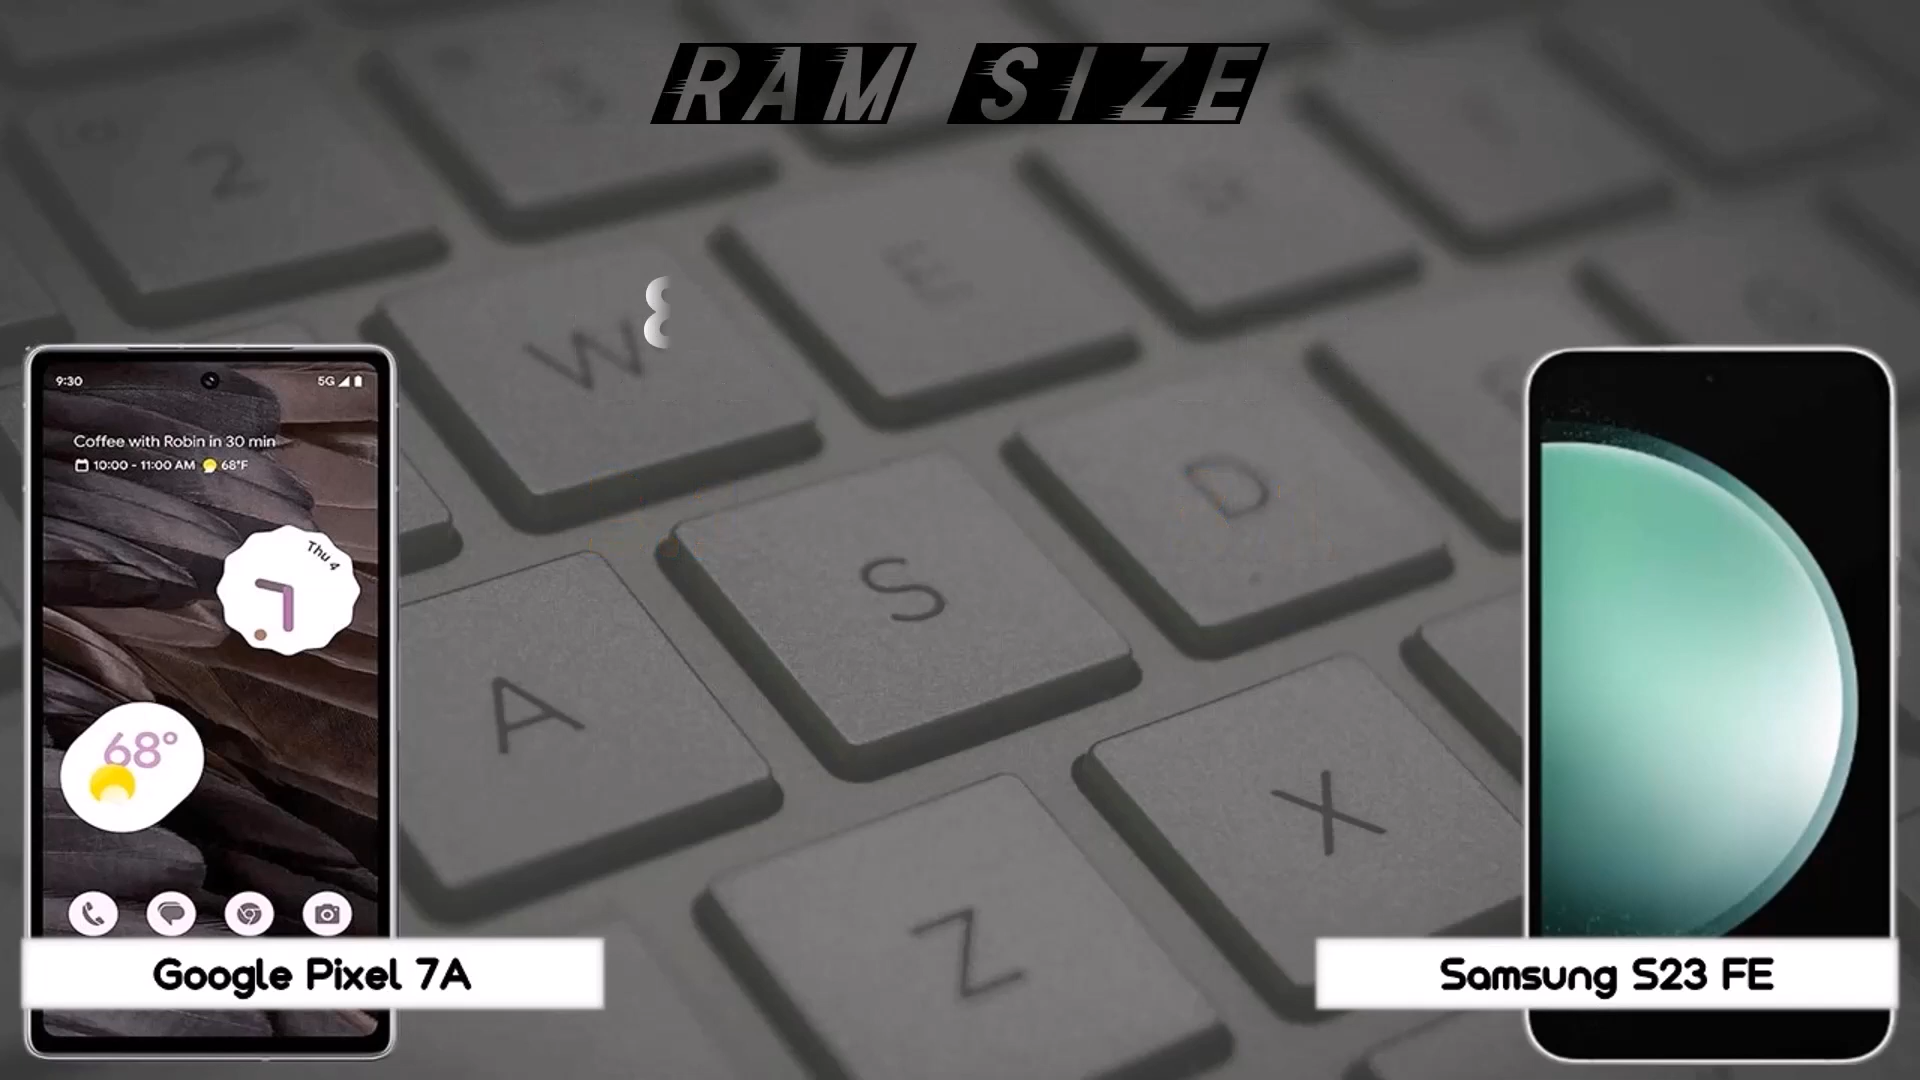 RAM SIZE
2
W
E
D
S
A
X
Z
9:30
5G
Coffee with Robin in 30 min
10:00 - 11:00 AM 68°F
Thu 4
68°
Google Pixel 7A
Samsung S23 FE